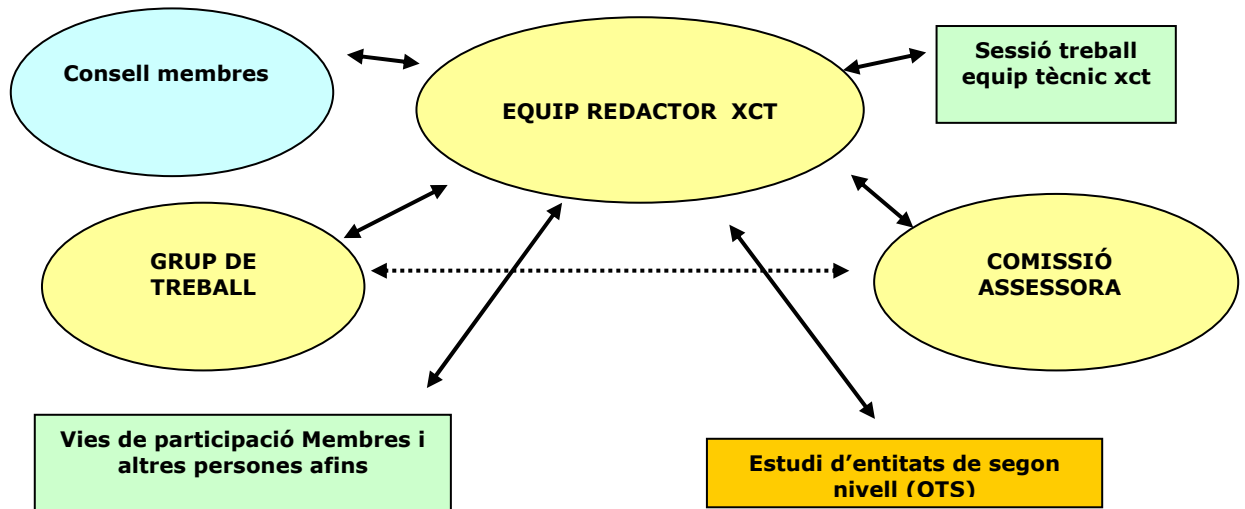 Consell membres
EQUIP REDACTOR XCT
Sessió treball
equip tècnic xct
GRUP DE
TREBALL
COMISSIÓ
ASSESSORA
Vies de participació Membres i
altres persones afins
Estudi d’entitats de segon
nivell (OTS)